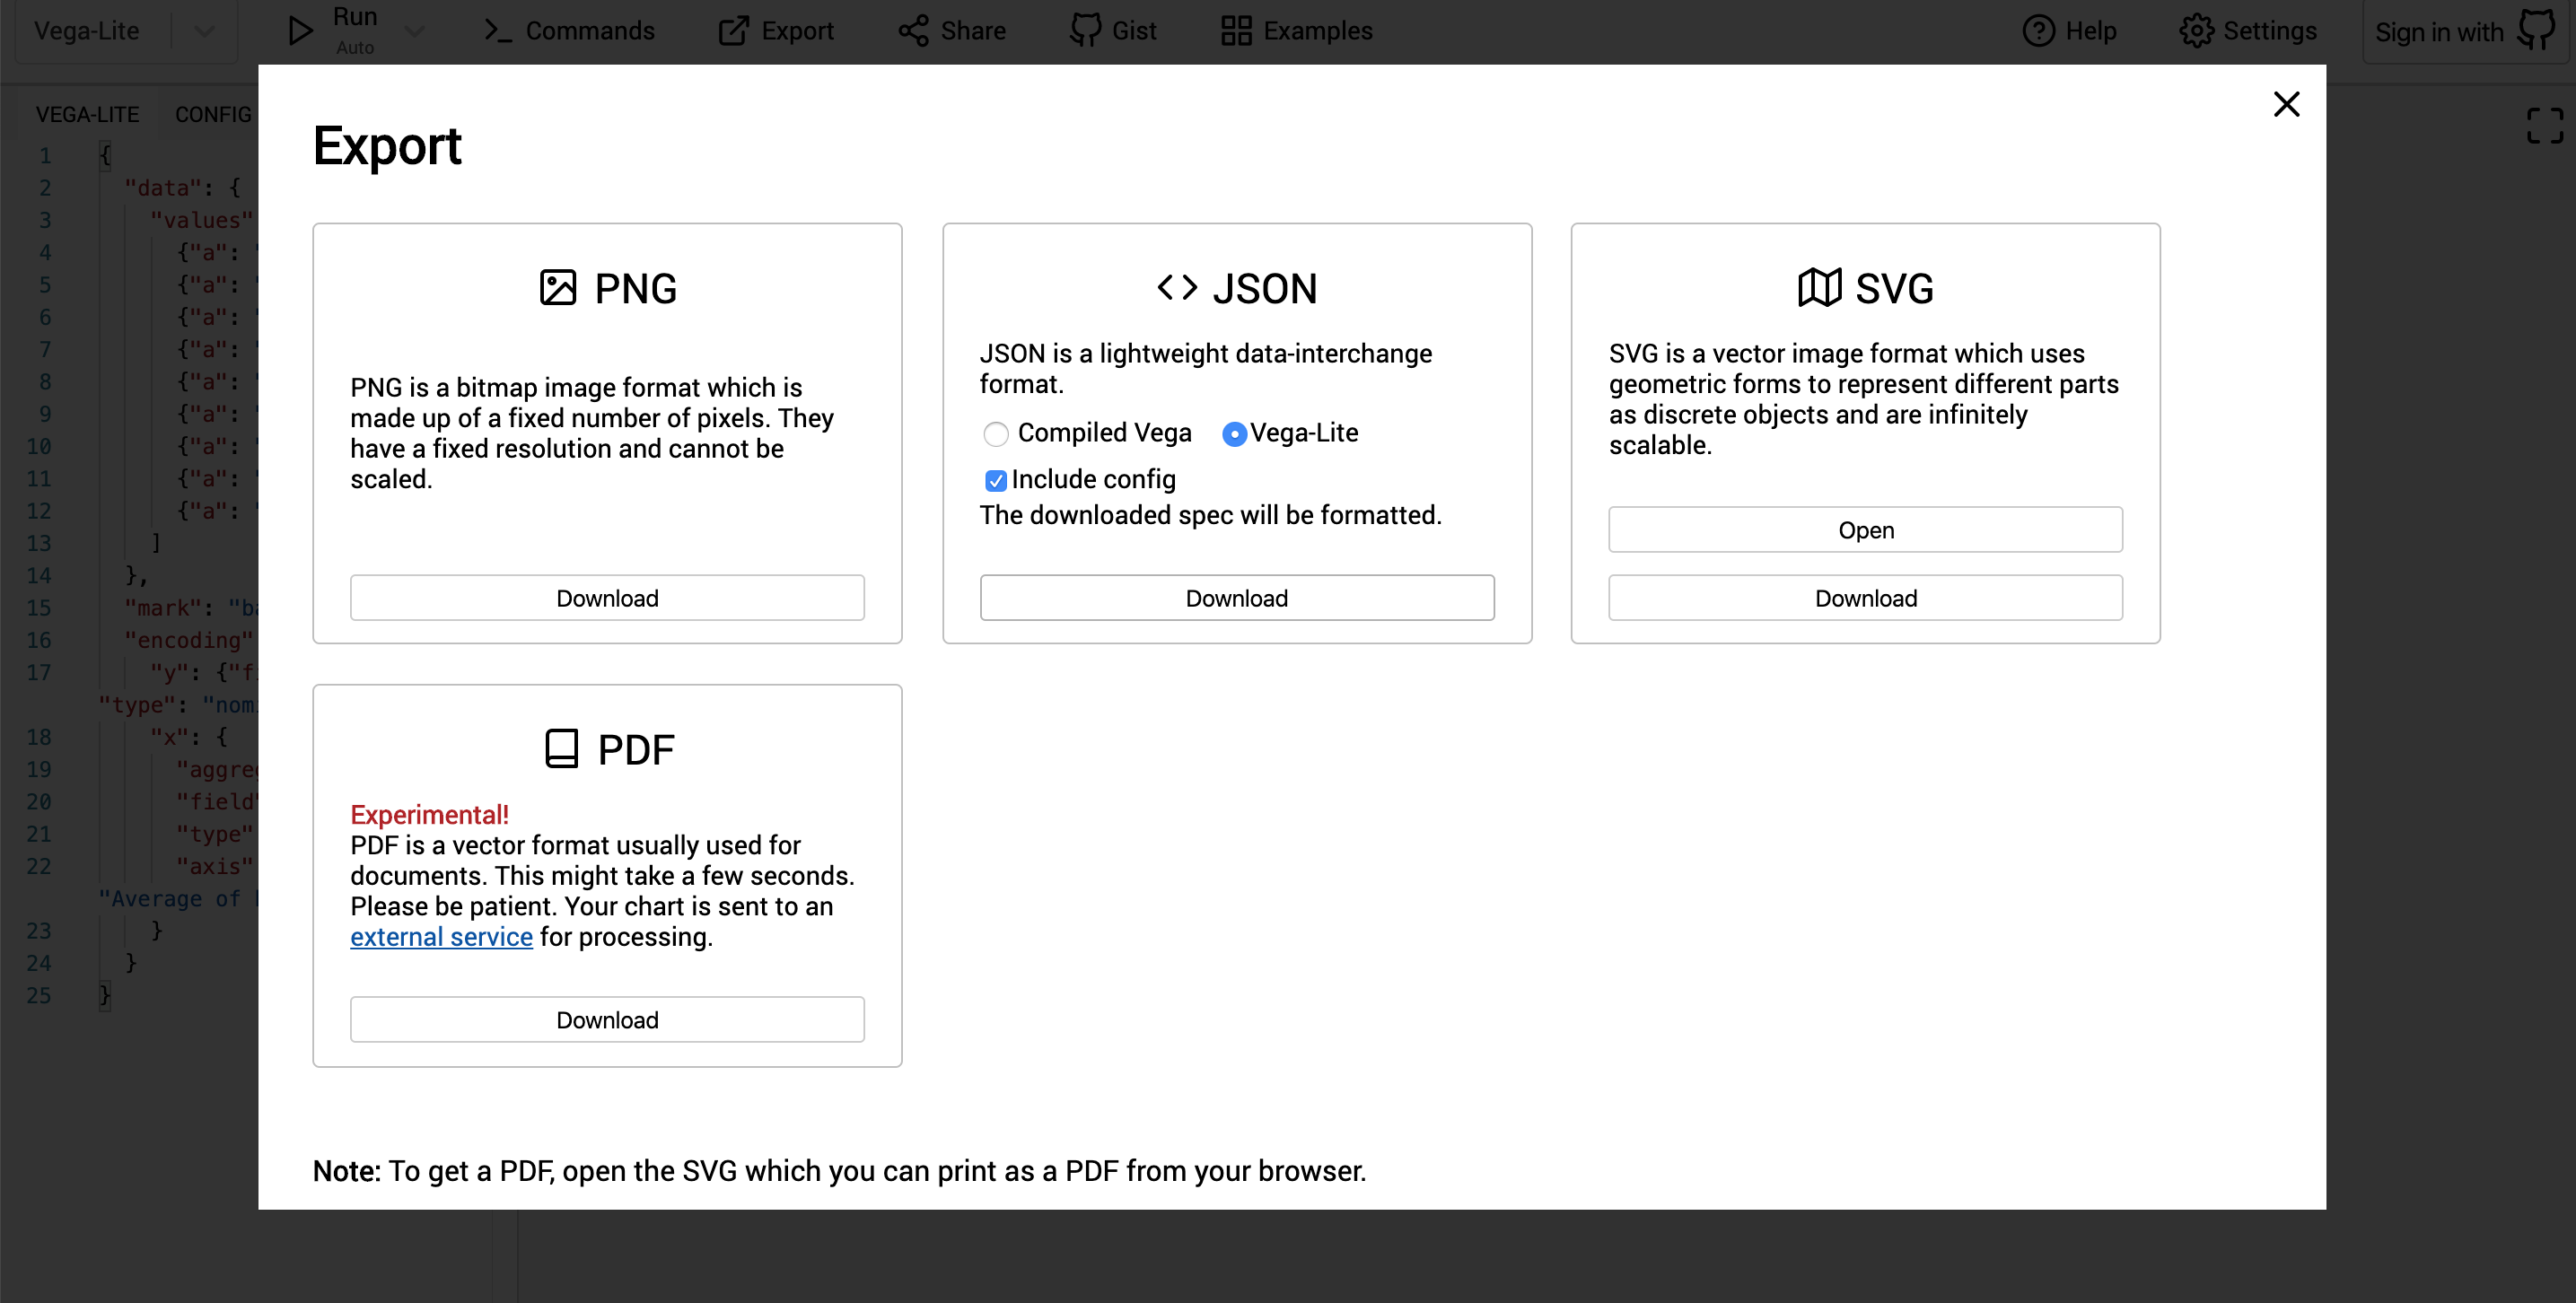 Vega-Lite
Run
Auto
Commands
Export
Share
Gist
Examples
Help
Settings
Sign in with
VEGA-LITE
CONFIG
1 {
2 "data": {
3 "values"
4 {"a":
5 {"a":
6 {"a":
7 {"a":
8 {"a":
9 {"a":
10 {"a":
11 {"a":
12 {"a":
13 ]
14 },
15 "mark":
16 "encoding"
17 "y":
"type":
18 "x": {
19
20 "field"
21 "type"
22 "axis"
"Average of
23 }
24 }
25 }
Export
PNG
PNG is a bitmap image format which is
made up of a fixed number of pixels. They
have a fixed resolution and cannot be
scaled.
Download
JSON
JSON is a lightweight data-interchange
format.
Compiled Vega Vega-Lite
Include config
The downloaded spec will be formatted.
Download
SVG
SVG is a vector image format which uses
geometric forms to represent different parts
as discrete objects and are infinitely
scalable.
Open
Download
PDF
Experimental!
PDF is a vector format usually used for
documents. This might take a few seconds.
Please be patient. Your chart is sent to an
external service for processing.
Download
Note: To get a PDF, open the SVG which you can print as a PDF from your browser.